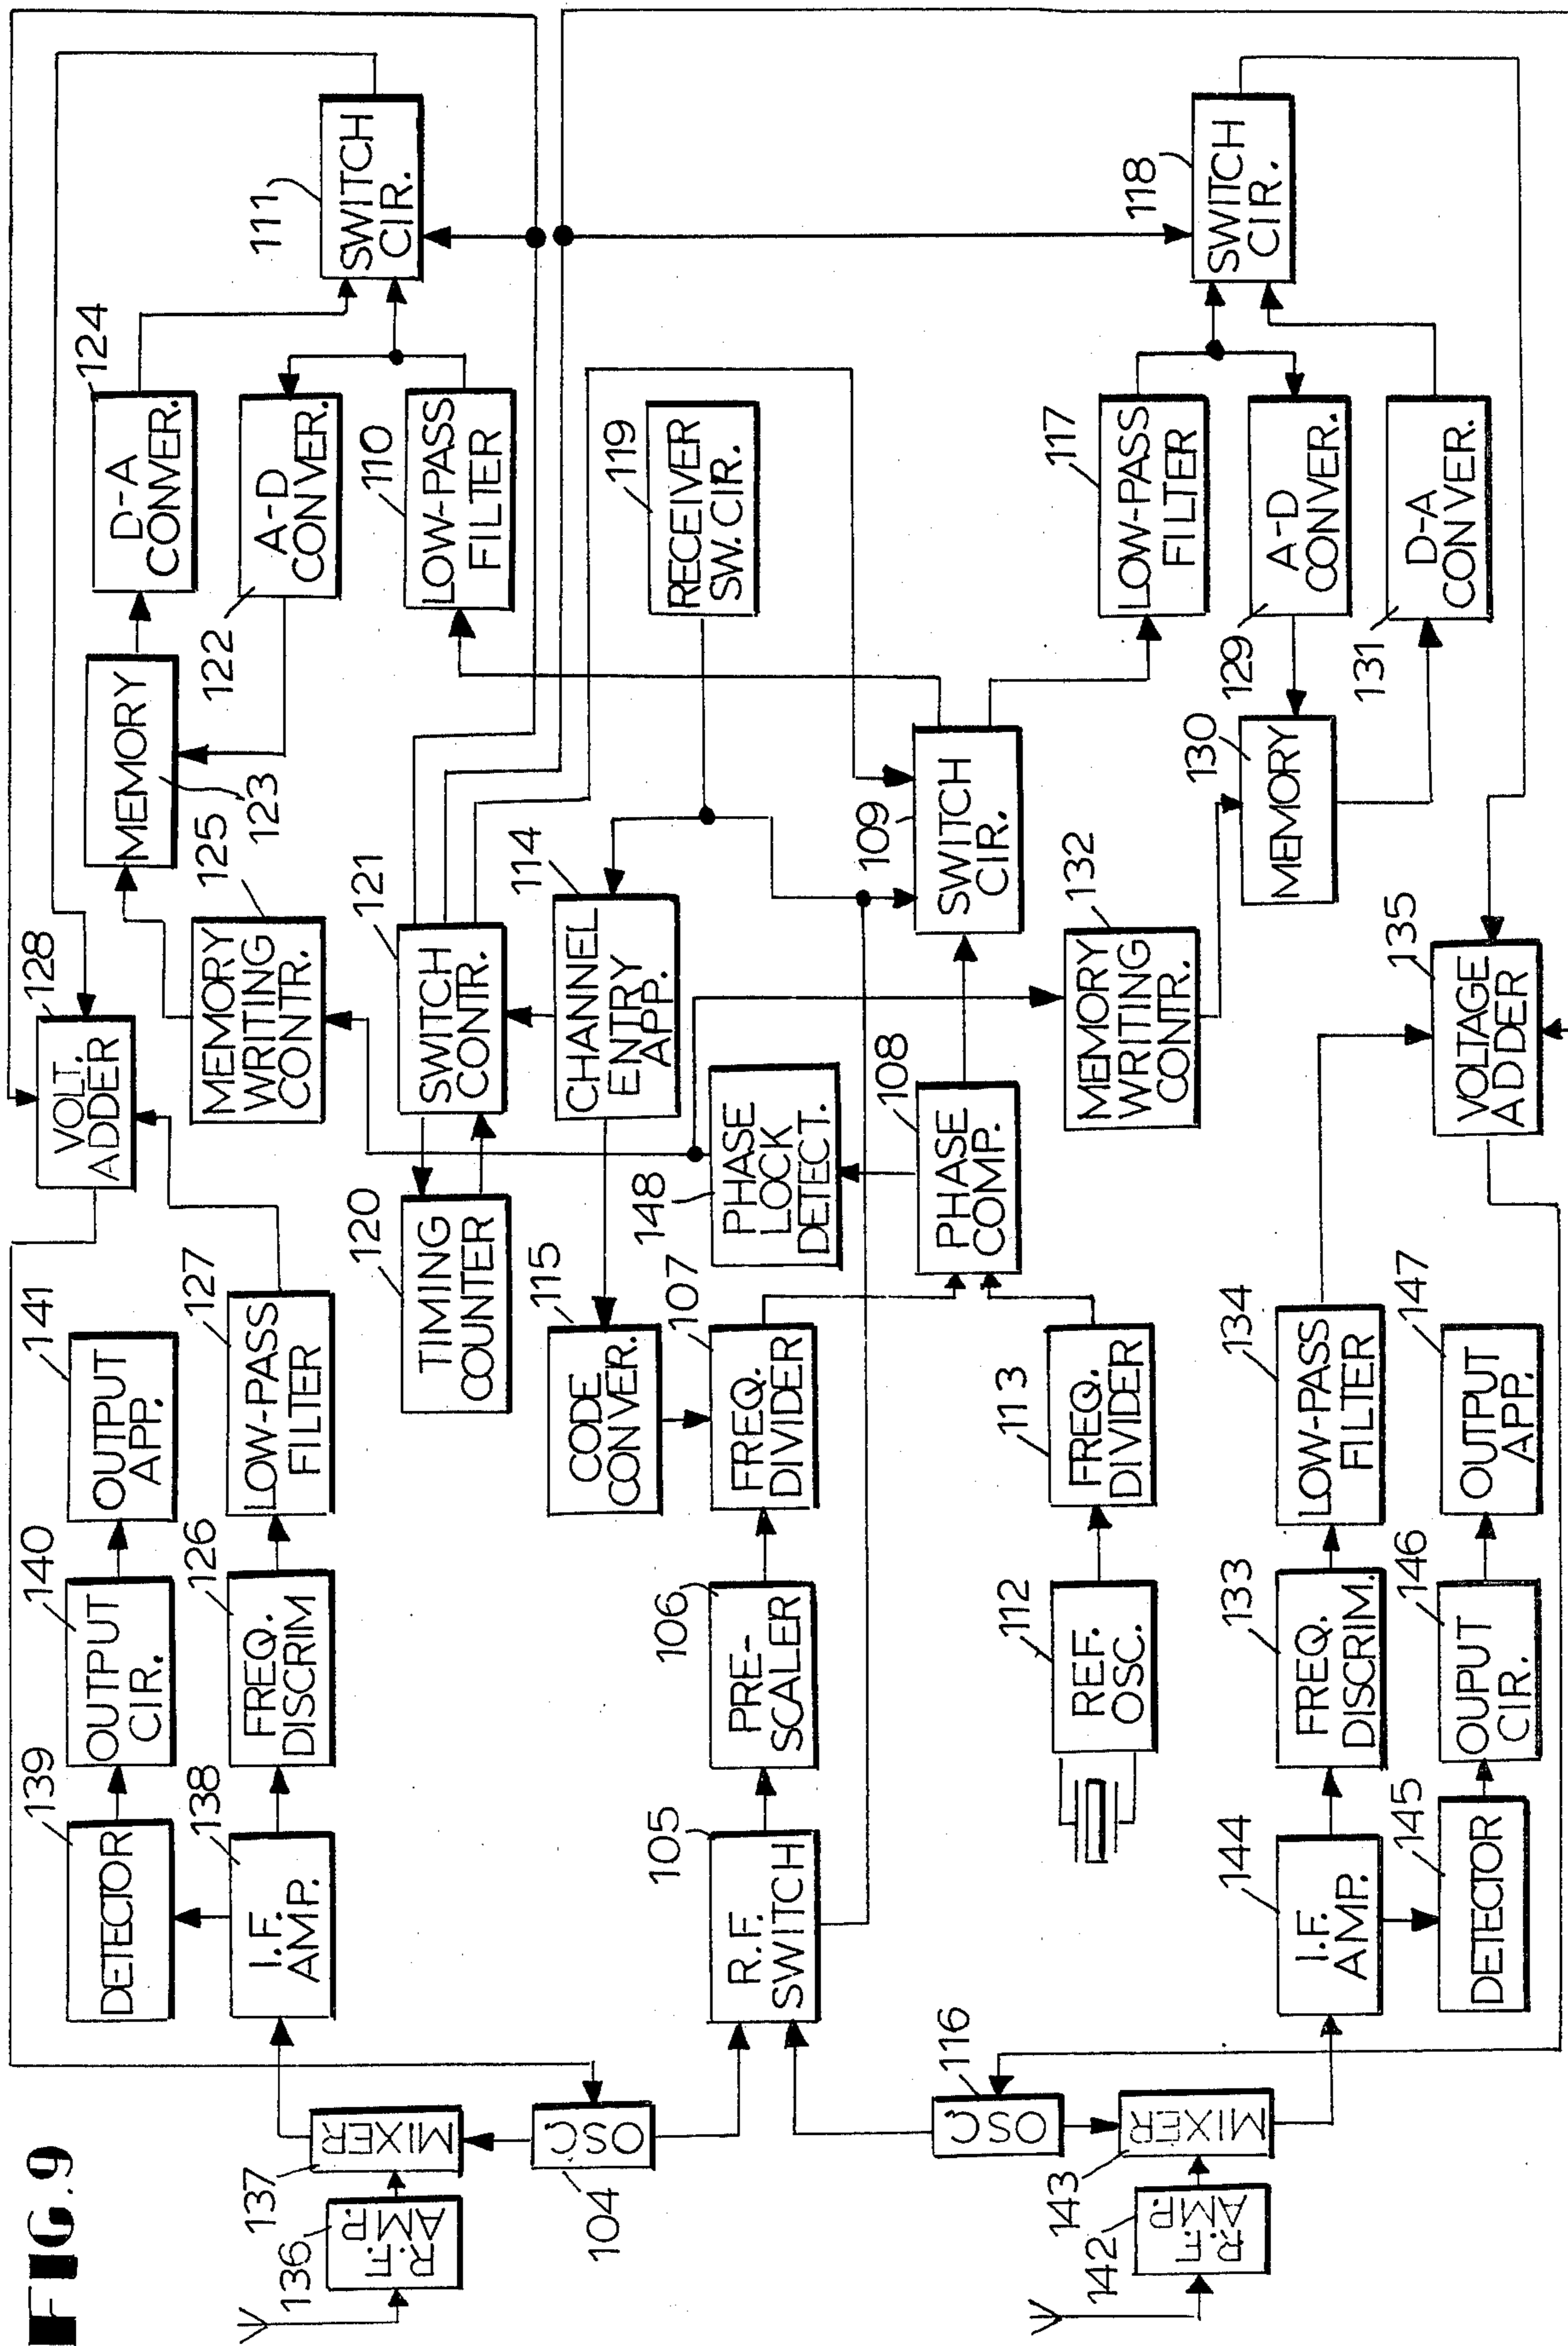 FIG.9
136
R.F.
AMP.
137
MIXER
104
OSC.
139
DETECTOR
140
OUTPUT
CIR.
141
OUTPUT
APP.
138
I.F.
AMP.
126
FREQ.
DISCRIM
127
LOW-PASS
FILTER
128
VOLT.
ADDER
125
MEMORY
WRITING
CONTR.
MEMORY
123
124
D-A
CONVER.
122
A-D
CONVER.
110
LOW-PASS
FILTER
111
SWITCH
CIR.
120
TIMING
COUNTER
121
SWITCH
CONTR.
114
CHANNEL
ENTRY
APP.
115
CODE
CONVER.
119
RECEIVER
SW. CIR.
105
R.F.
SWITCH
106
PRE-
SCALER
107
FREQ.
DIVIDER
148
PHASE
LOCK
DETECT.
108
PHASE
COMP.
109
SWITCH
CIR.
112
REF.
OSC.
113
FREQ.
DIVIDER
132
MEMORY
WRITING
CONTR.
130
MEMORY
117
LOW-PASS
FILTER
129
A-D
CONVER.
131
D-A
CONVER.
118
SWITCH
CIR.
116
OSC.
142
R.F.
AMP.
143
MIXER
144
I.F.
AMP.
133
FREQ.
DISCRIM.
134
LOW-PASS
FILTER
135
VOLTAGE
ADDER
145
DETECTOR
146
OUPUT
CIR.
147
OUTPUT
APP.